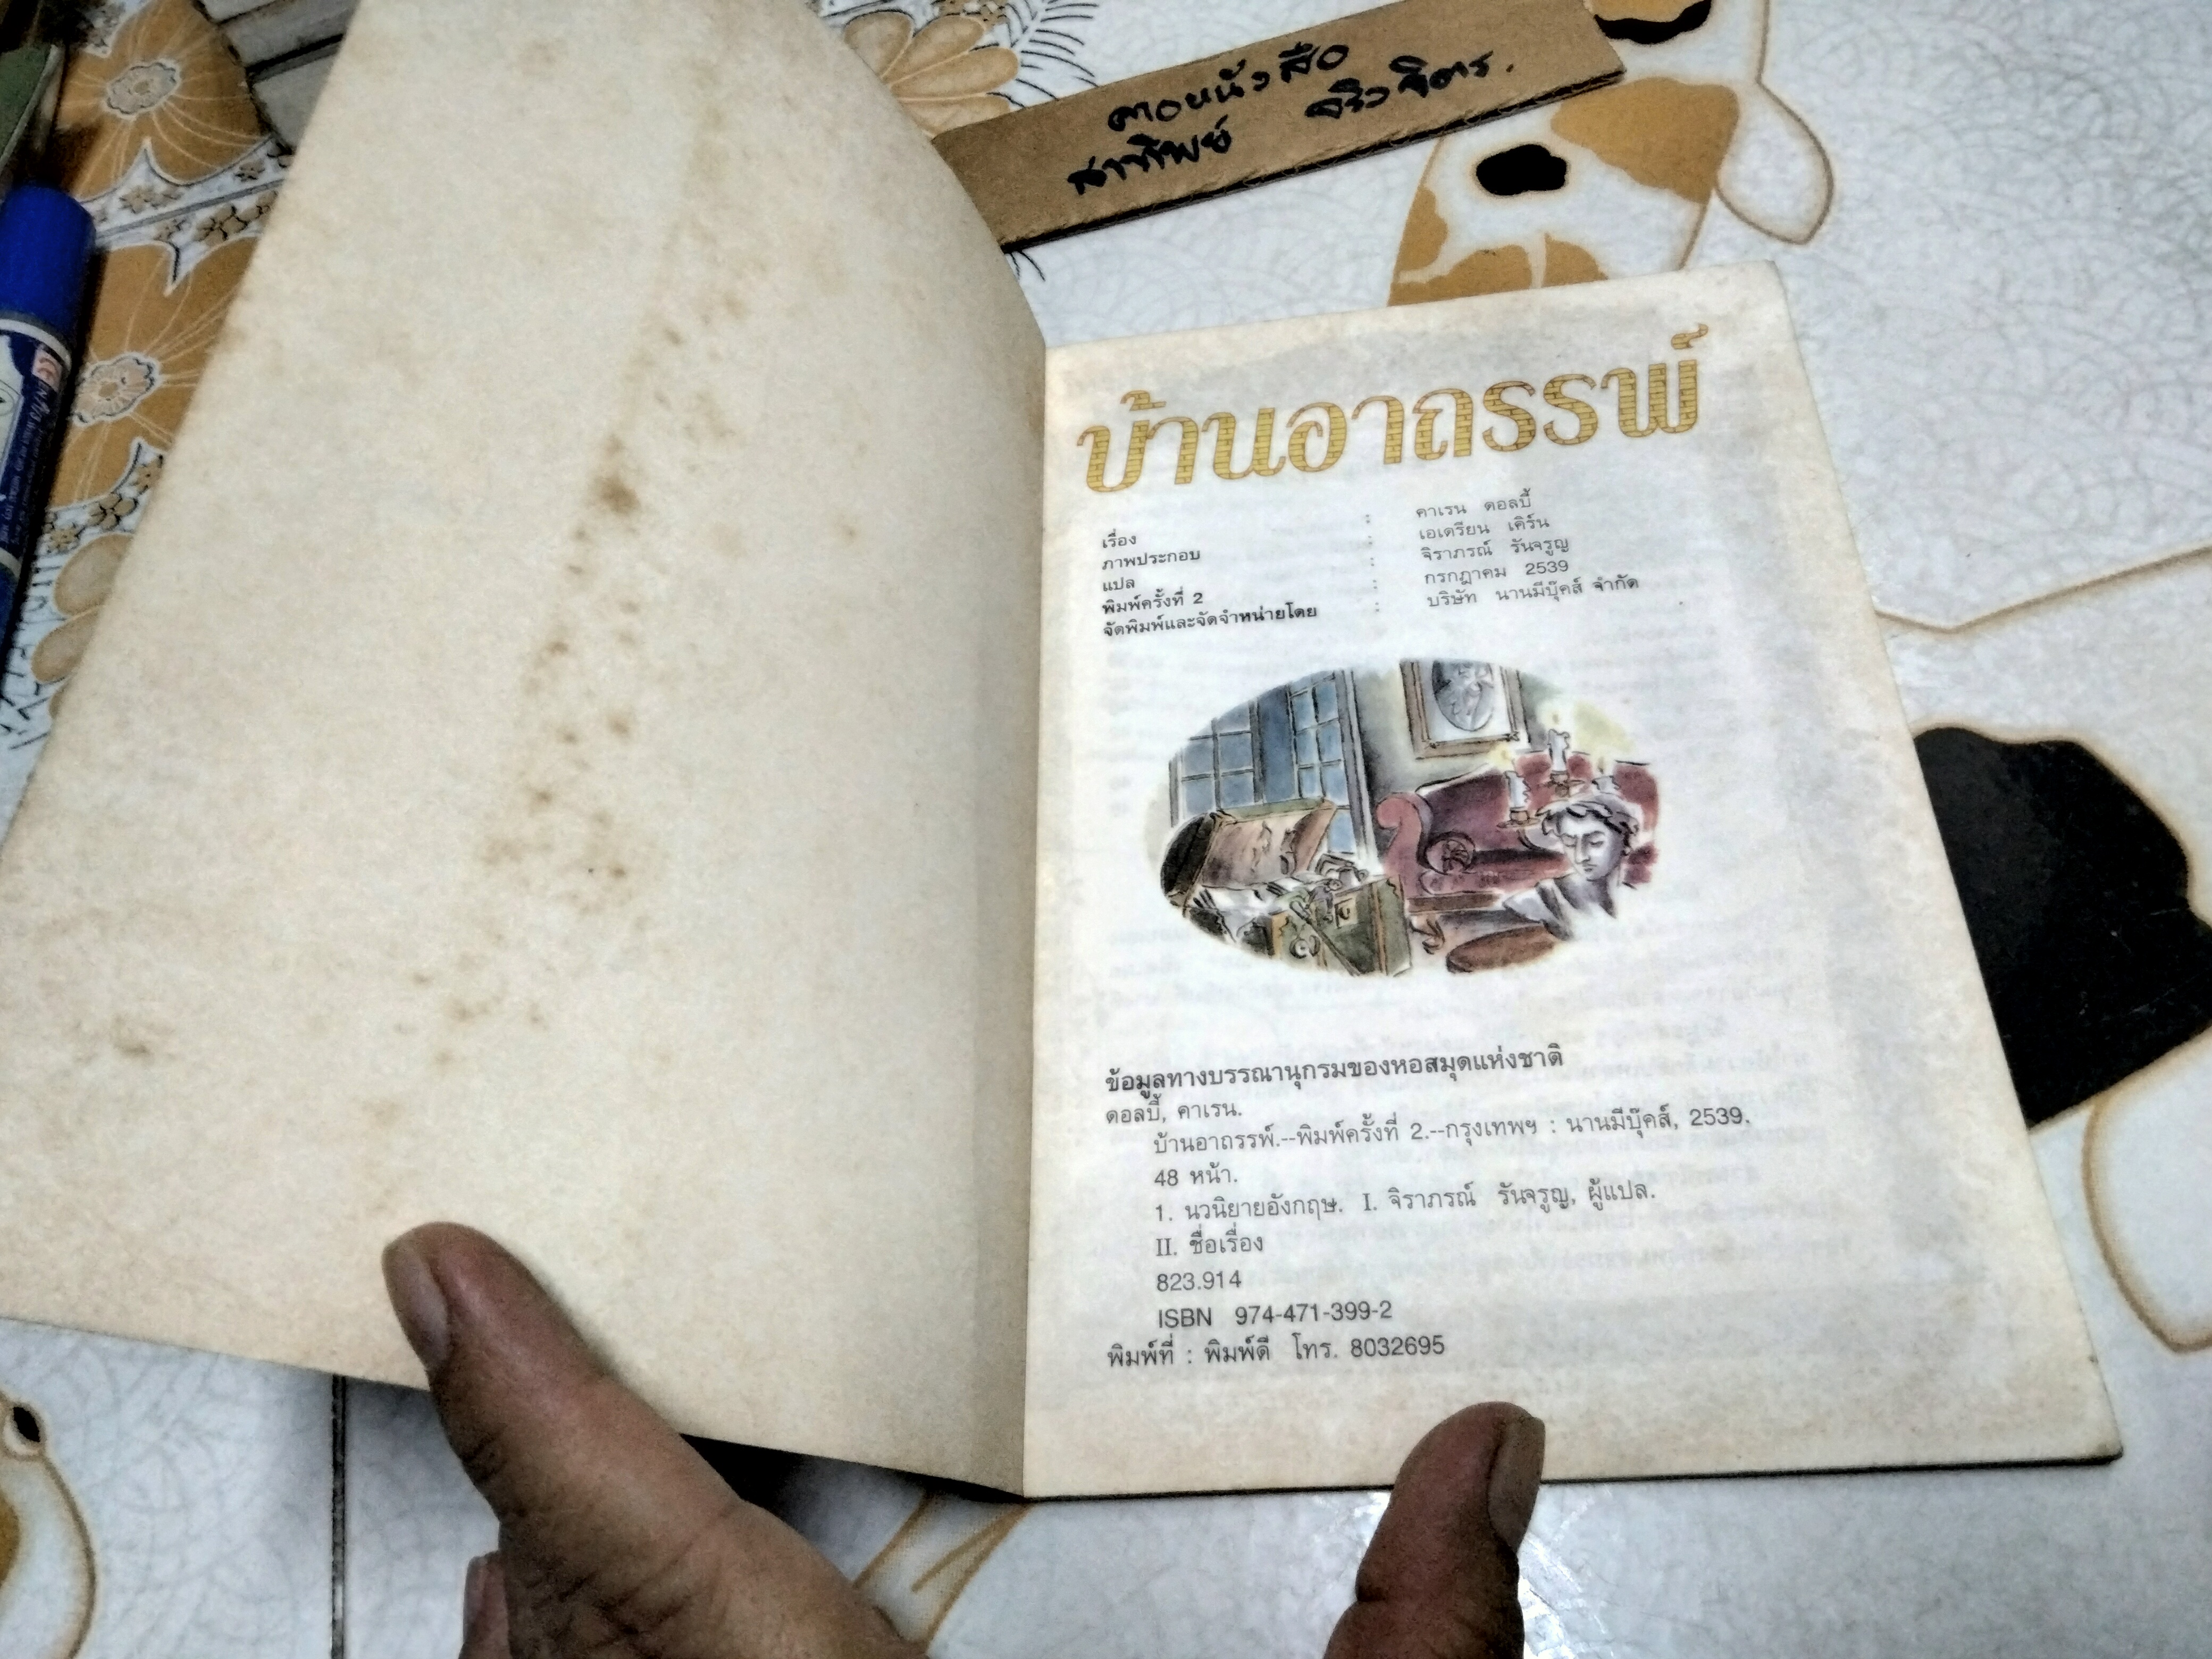 ตอหนังสือ
สาทิพย์ จริงจิตร.
บ้านอาถรรพ์
เรื่อง : คาเรน ดอลบี้
ภาพประกอบ : เอเดรียน เคิร์น
แปล : จิราภรณ์ รันจรูญ
พิมพ์ครั้งที่ 2 : กรกฎาคม 2539
จัดพิมพ์และจัดจำหน่ายโดย : บริษัท นานมีบุ๊คส์ จำกัด
ข้อมูลทางบรรณานุกรมของหอสมุดแห่งชาติ
ดอลบี้, คาเรน.
บ้านอาถรรพ์.--พิมพ์ครั้งที่ 2.--กรุงเทพฯ : นานมีบุ๊คส์, 2539.
48 หน้า.
1. นวนิยายอังกฤษ. I. จิราภรณ์ รันจรูญ, ผู้แปล.
II. ชื่อเรื่อง
823.914
ISBN 974-471-399-2
พิมพ์ที่ : พิมพ์ดี โทร. 8032695